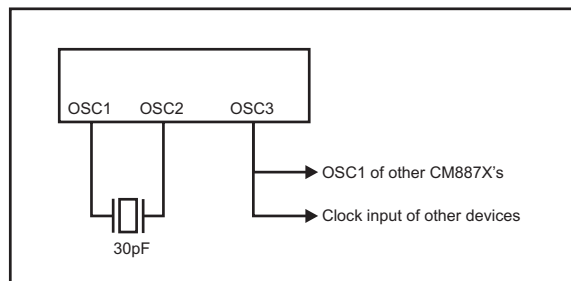 OSC1 OSC2 OSC3
OSC1 of other CM887X's
Clock input of other devices
30pF